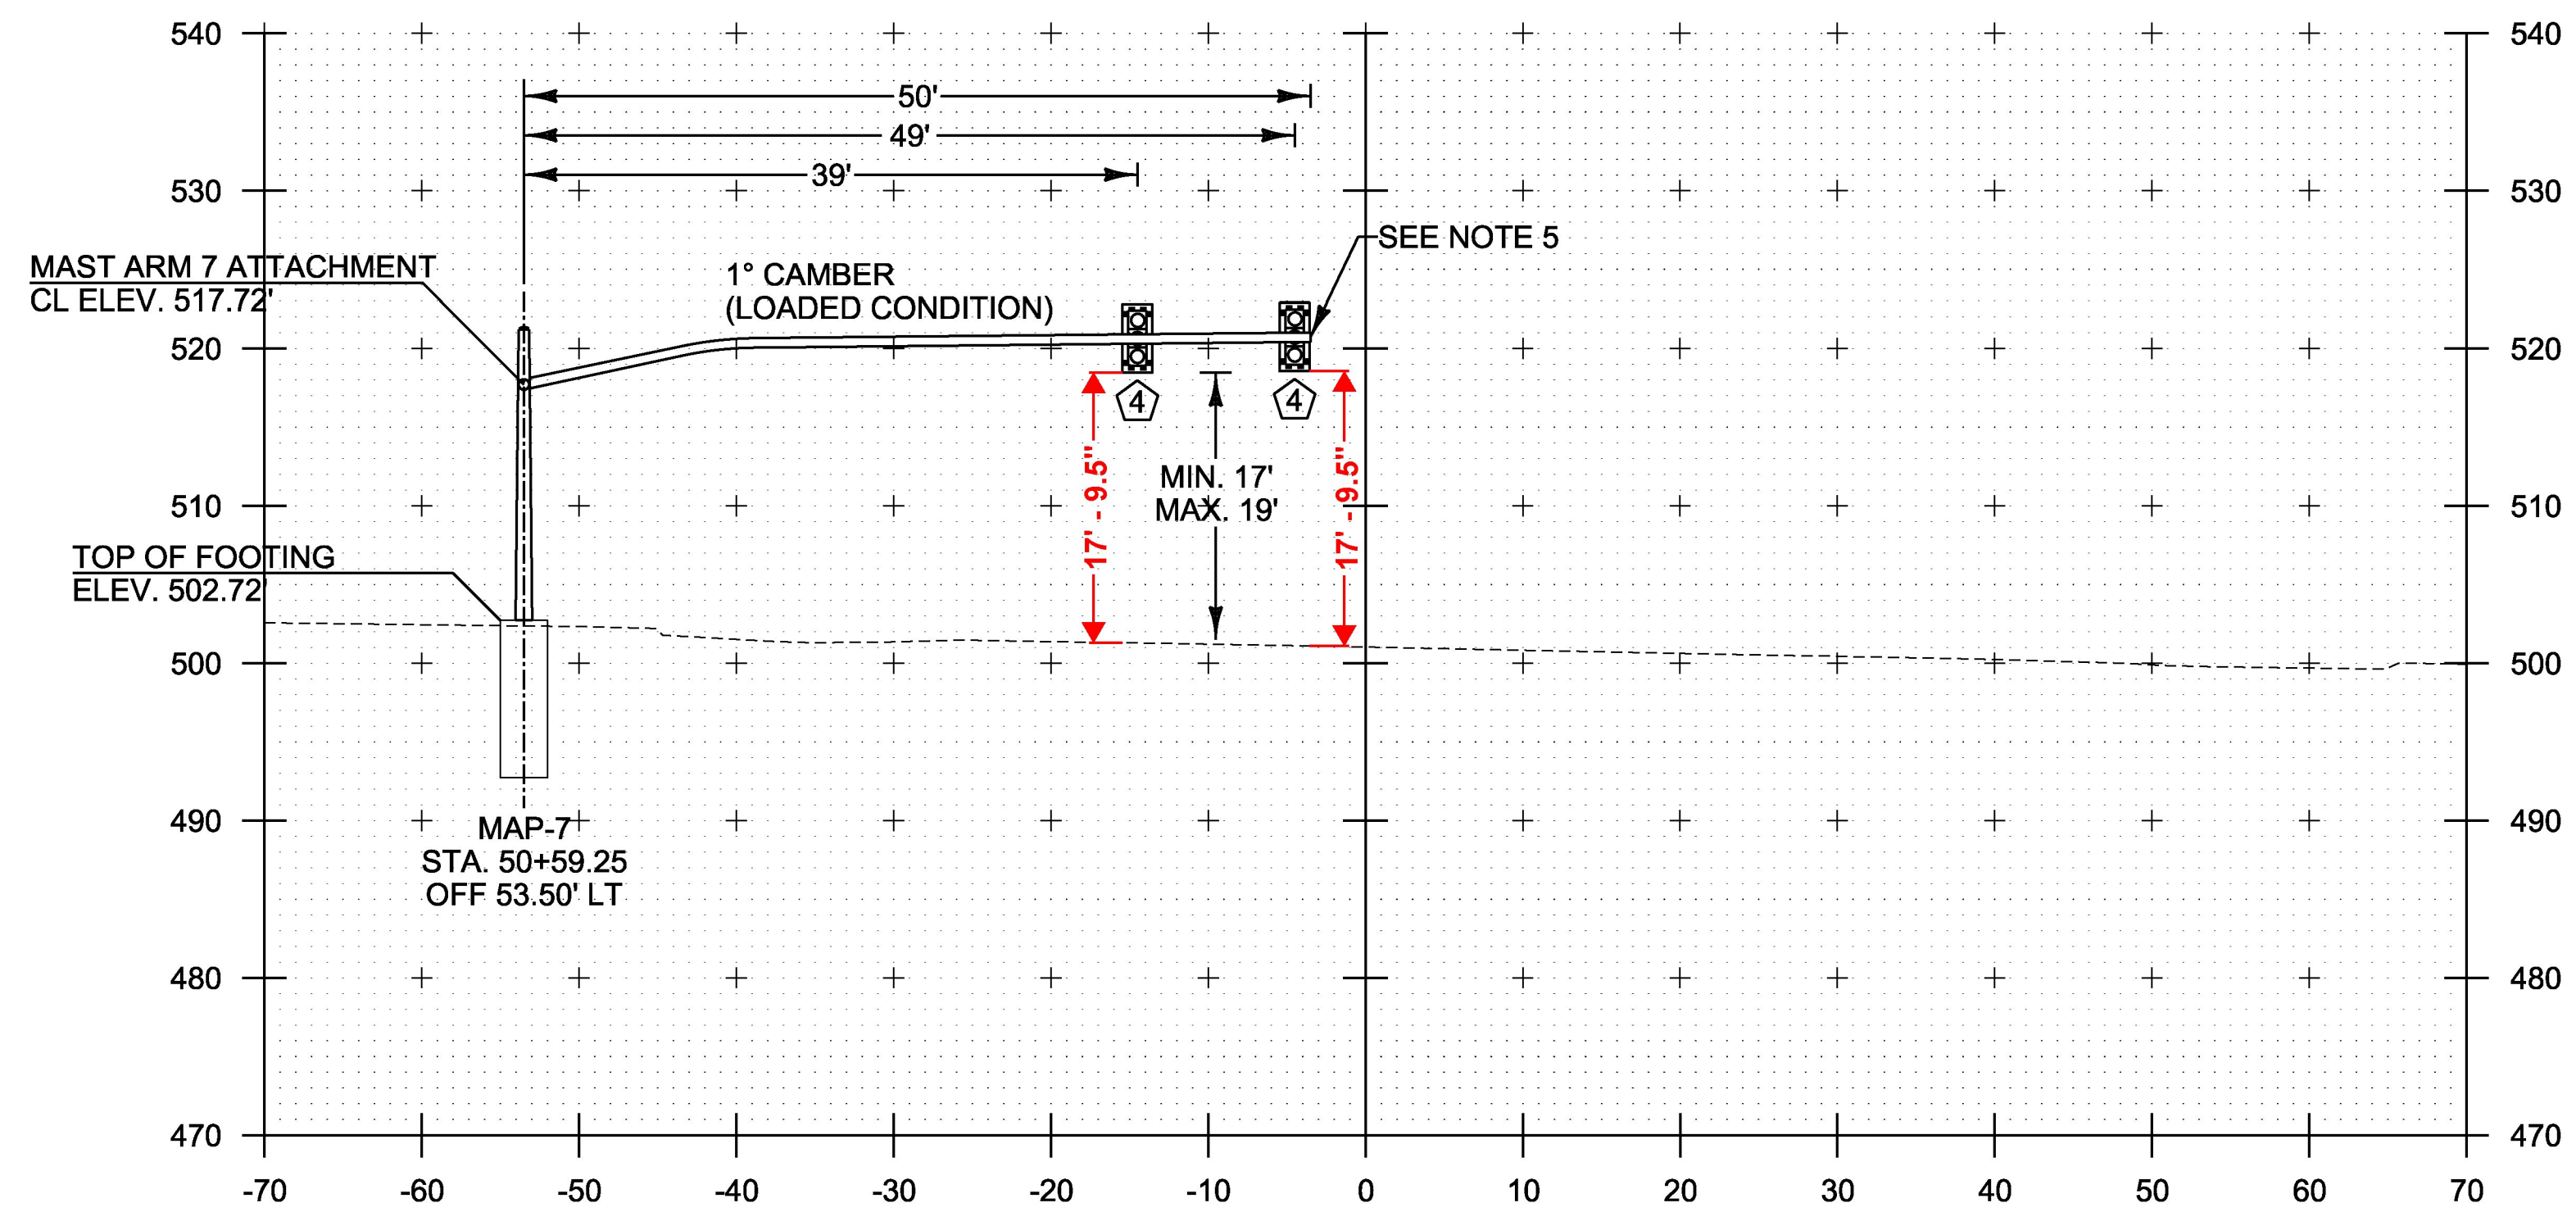 540
540
50'
49'
39'
530
530
SEE NOTE 5
MAST ARM 7 ATTACHMENT
CL ELEV. 517.72'
1° CAMBER
(LOADED CONDITION)
520
520
4
4
17' - 9.5"
MIN. 17'
MAX. 19'
17' - 9.5"
510
510
TOP OF FOOTING
ELEV. 502.72'
500
500
490
490
MAP-7
STA. 50+59.25
OFF 53.50' LT
480
480
470
470
-70 -60 -50 -40 -30 -20 -10 0 10 20 30 40 50 60 70